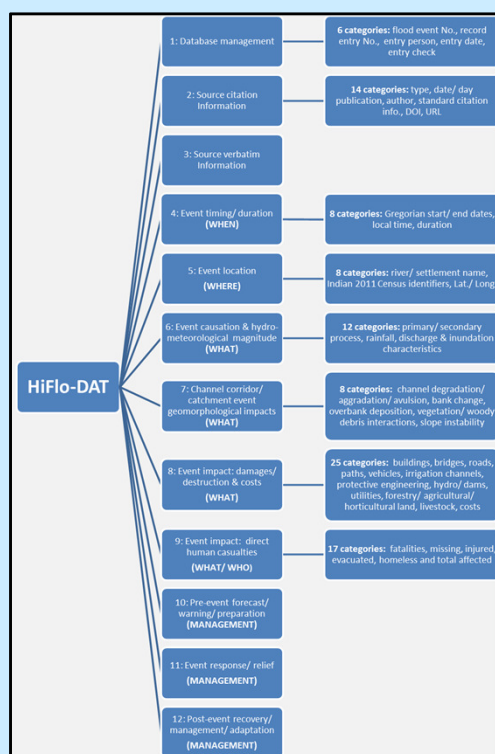 HiFlo-DAT
1: Database management
6 categories: flood event No., record
entry No., entry person, entry date,
entry check
2: Source citation
Information
14 categories: type, date/ day
publication, author, standard citation
info., DOI, URL
3: Source verbatim
Information
4: Event timing/ duration
(WHEN)
8 categories: Gregorian start/ end dates,
local time, duration
5: Event location
(WHERE)
8 categories: river/ settlement name,
Indian 2011 Census identifiers, Lat./ Long
6: Event causation & hydro-
meteorological magnitude
(WHAT)
12 categories: primary/ secondary
process, rainfall, discharge & inundation
characteristics
7: Channel corridor/
catchment event
geomorphological impacts
(WHAT)
8 categories: channel degradation/
aggradation/ avulsion, bank change,
overbank deposition, vegetation/ woody
debris interactions, slope instability
8: Event impact: damages/
destruction & costs
(WHAT)
25 categories: buildings, bridges, roads,
paths, vehicles, irrigation channels,
protective engineering, hydro/ dams,
utilities, forestry/ agricultural/
horticultural land, livestock, costs
9: Event impact: direct
human casualties
(WHAT/ WHO)
17 categories: fatalities, missing, injured,
evacuated, homeless and total affected
10: Pre-event forecast/
warning/ preparation
(MANAGEMENT)
11: Event response/ relief
(MANAGEMENT)
12: Post-event recovery/
management/ adaptation
(MANAGEMENT)